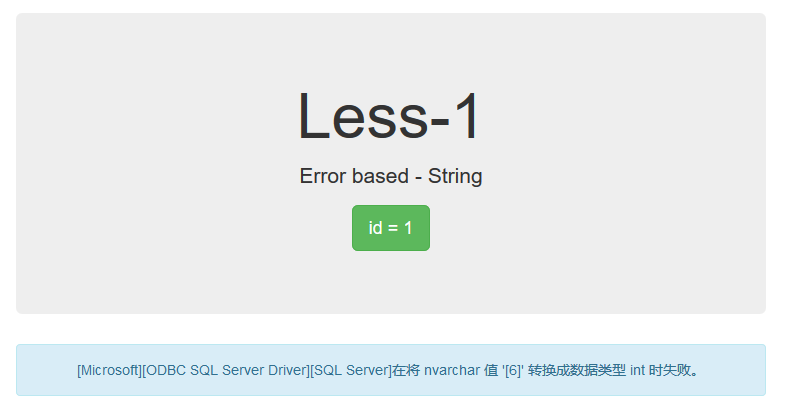 Less-1
Error based - String
id = 1
[Microsoft][ODBC SQL Server Driver][SQL Server]在将 nvarchar 值 '[6]' 转换成数据类型 int 时失败。